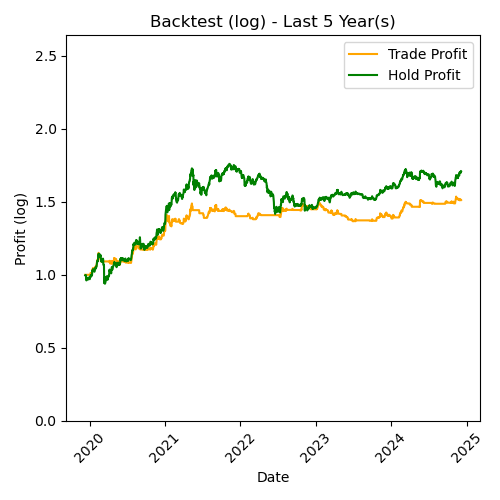 Backtest (log) - Last 5 Year(s)
Trade Profit
Hold Profit
Profit (log)
2.5
2.0
1.5
1.0
0.5
0.0
2020
2021
2022
2023
2024
2025
Date